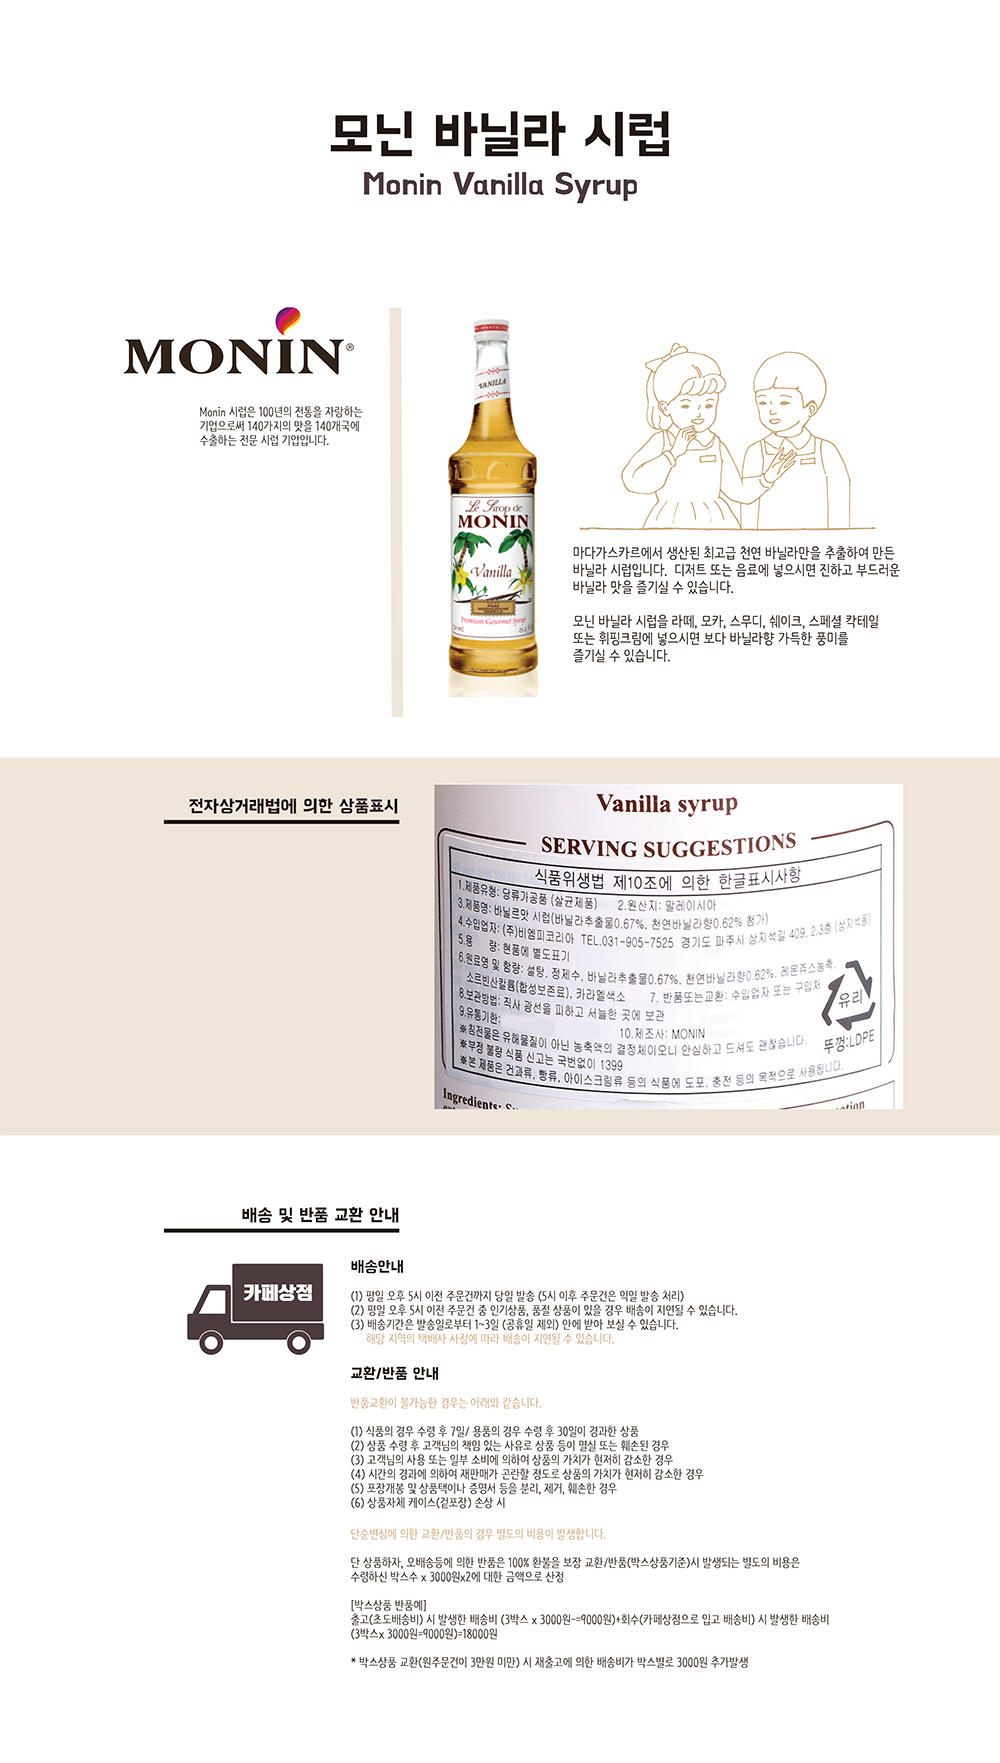 모닌 바닐라 시럽
Monin Vanilla Syrup
MONIN®
Monin 시럽은 100년의 전통을 자랑하는
기업으로써 140가지의 맛을 140개국에
수출하는 전문 시럽 기업입니다.
VANILLA
Le Sirop de
MONIN
Vanilla
Premium Gourmet Syrup
마다가스카르에서 생산된 최고급 천연 바닐라만을 추출하여 만든
바닐라 시럽입니다. 디저트 또는 음료에 넣으시면 진하고 부드러운
바닐라 맛을 즐기실 수 있습니다.
모닌 바닐라 시럽을 라떼, 모카, 스무디, 쉐이크, 스페셜 칵테일
또는 휘핑크림에 넣으시면 보다 바닐라향 가득한 풍미를
즐기실 수 있습니다.
전자상거래법에 의한 상품표시
Vanilla syrup
SERVING SUGGESTIONS
식품위생법 제10조에 의한 한글표시사항
1.제품유형: 당류가공품 (살균제품) 2.원산지: 말레이시아
3.제품명: 바닐르맛 시럽(바닐라추출물0.67%, 천연바닐라향0.62% 첨가)
4.수입업자: (주)비엠피코리아 TEL.031-905-7525 경기도 파주시 상지석길 409. 2.3층 (상지석동)
5.용 량: 현품에 별도표기
6.원료명 및 함량: 설탕, 정제수, 바닐라추출물0.67%, 천연바닐라향0.62%, 레몬쥬스농축,
소르빈산칼륨(합성보존료), 카라멜색소 7. 반품또는교환: 수입업자 또는 구입처
8.보관방법: 직사 광선을 피하고 서늘한 곳에 보관
9.유통기한: 10.제조사: MONIN
※침전물은 유해물질이 아닌 농축액의 결정체이오니 안심하고 드셔도 괜찮습니다.
※부정 불량 식품 신고는 국번없이 1399
※본 제품은 건과류, 빵류, 아이스크림류 등의 식품에 도포, 충전 등의 목적으로 사용됩니다.
유리
뚜껑:LDPE
Ingredients:
배송 및 반품 교환 안내
카페상점
배송안내
(1) 평일 오후 5시 이전 주문건까지 당일 발송 (5시 이후 주문건은 익일 발송 처리)
(2) 평일 오후 5시 이전 주문건 중 인기상품, 품절 상품이 있을 경우 배송이 지연될 수 있습니다.
(3) 배송기간은 발송일로부터 1~3일 (공휴일 제외) 안에 받아 보실 수 있습니다.
해당 지역의 택배사 사정에 따라 배송이 지연될 수 있습니다.
교환/반품 안내
반품교환이 불가능한 경우는 아래와 같습니다.
(1) 식품의 경우 수령 후 7일/ 용품의 경우 수령 후 30일이 경과한 상품
(2) 상품 수령 후 고객님의 책임 있는 사유로 상품 등이 멸실 또는 훼손된 경우
(3) 고객님의 사용 또는 일부 소비에 의하여 상품의 가치가 현저히 감소한 경우
(4) 시간의 경과에 의하여 재판매가 곤란할 정도로 상품의 가치가 현저히 감소한 경우
(5) 포장개봉 및 상품택이나 증명서 등을 분리, 제거, 훼손한 경우
(6) 상품자체 케이스(겉포장) 손상 시
단순변심에 의한 교환/반품의 경우 별도의 비용이 발생합니다.
단 상품하자, 오배송등에 의한 반품은 100% 환불을 보장 교환/반품(박스상품기준)시 발생되는 별도의 비용은
수령하신 박스수 x 3000원x2에 대한 금액으로 산정
[박스상품 반품예]
출고(초도배송비) 시 발생한 배송비 (3박스 x 3000원-=9000원)+회수(카페상점으로 입고 배송비) 시 발생한 배송비
(3박스x 3000원=9000원)=18000원
* 박스상품 교환(원주문건이 3만원 미만) 시 재출고에 의한 배송비가 박스별로 3000원 추가발생